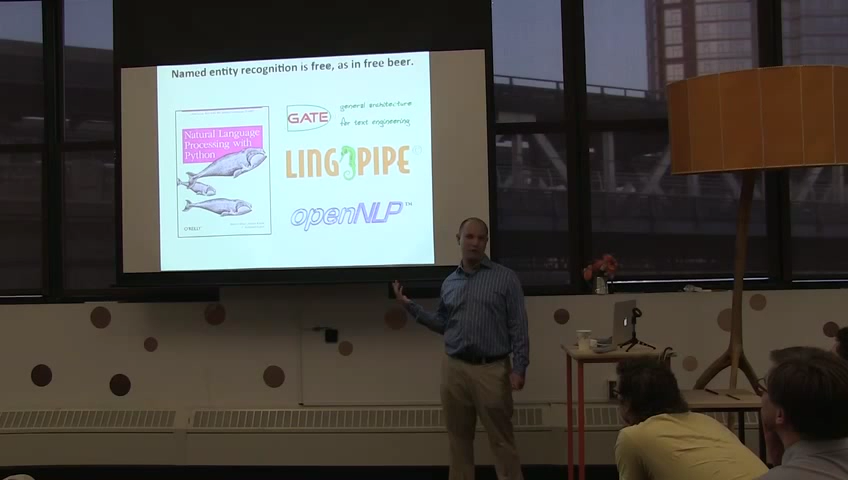 Named entity recognition is free, as in free beer.
Natural Language
Processing with
Python
O'REILLY
GATE
general architecture
for text engineering
LINGPIPE
openNLP™